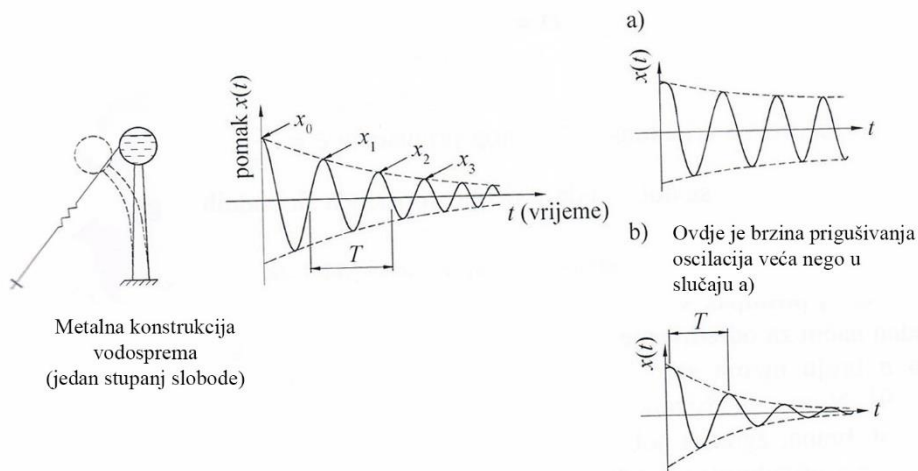 a)
x(t)
t
pomak x(t)
x₀
x₁
x₂
x₃
T
t (vrijeme)
Metalna konstrukcija
vodosprema
(jedan stupanj slobode)
b) Ovdje je brzina prigušivanja
oscilacija veća nego u
slučaju a)
T
x(t)
t